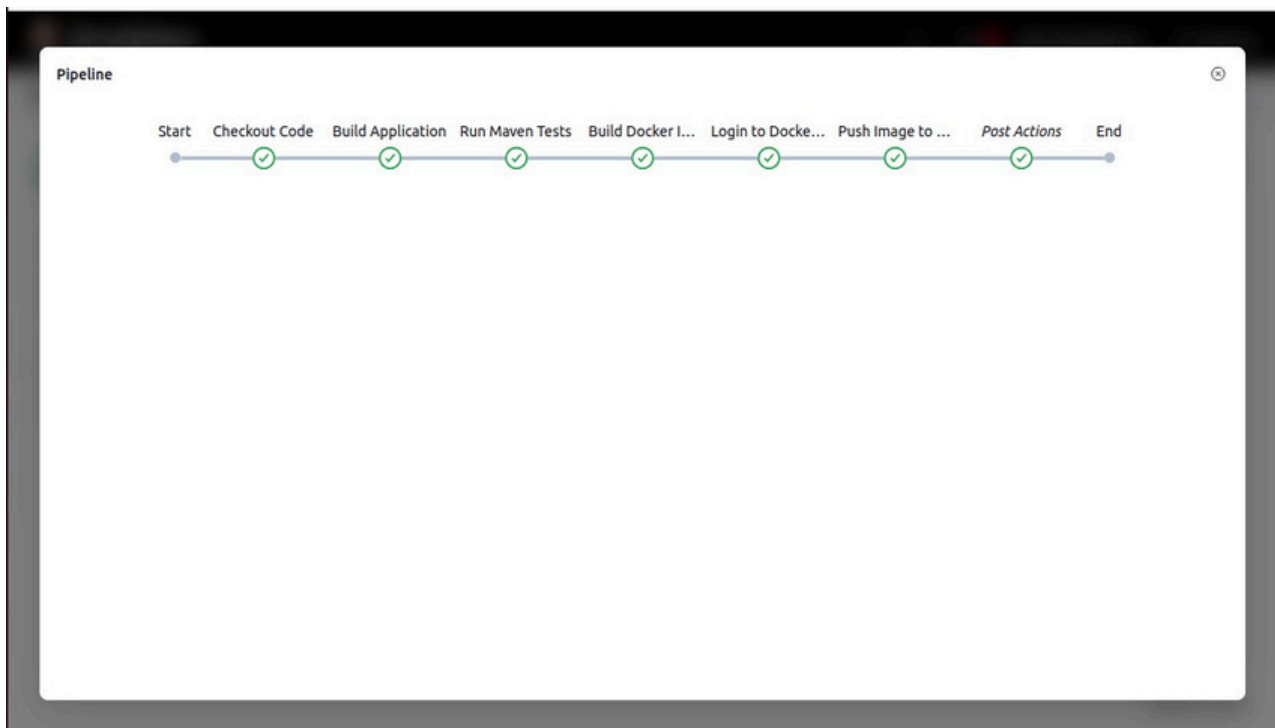 Pipeline
Start Checkout Code Build Application Run Maven Tests Build Docker I... Login to Docke... Push Image to ... Post Actions End